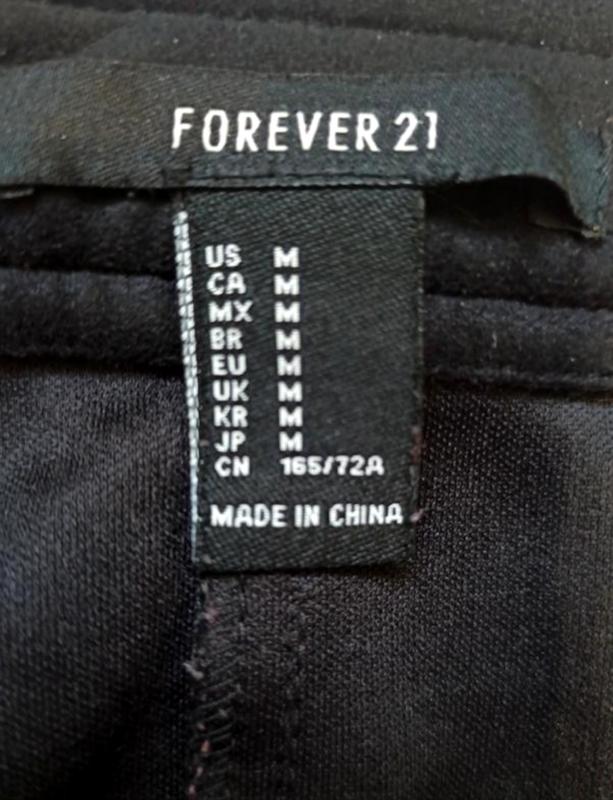 FOREVER 21
US M
CA M
MX M
BR M
EU M
UK M
KR M
JP M
CN 165/72A
MADE IN CHINA